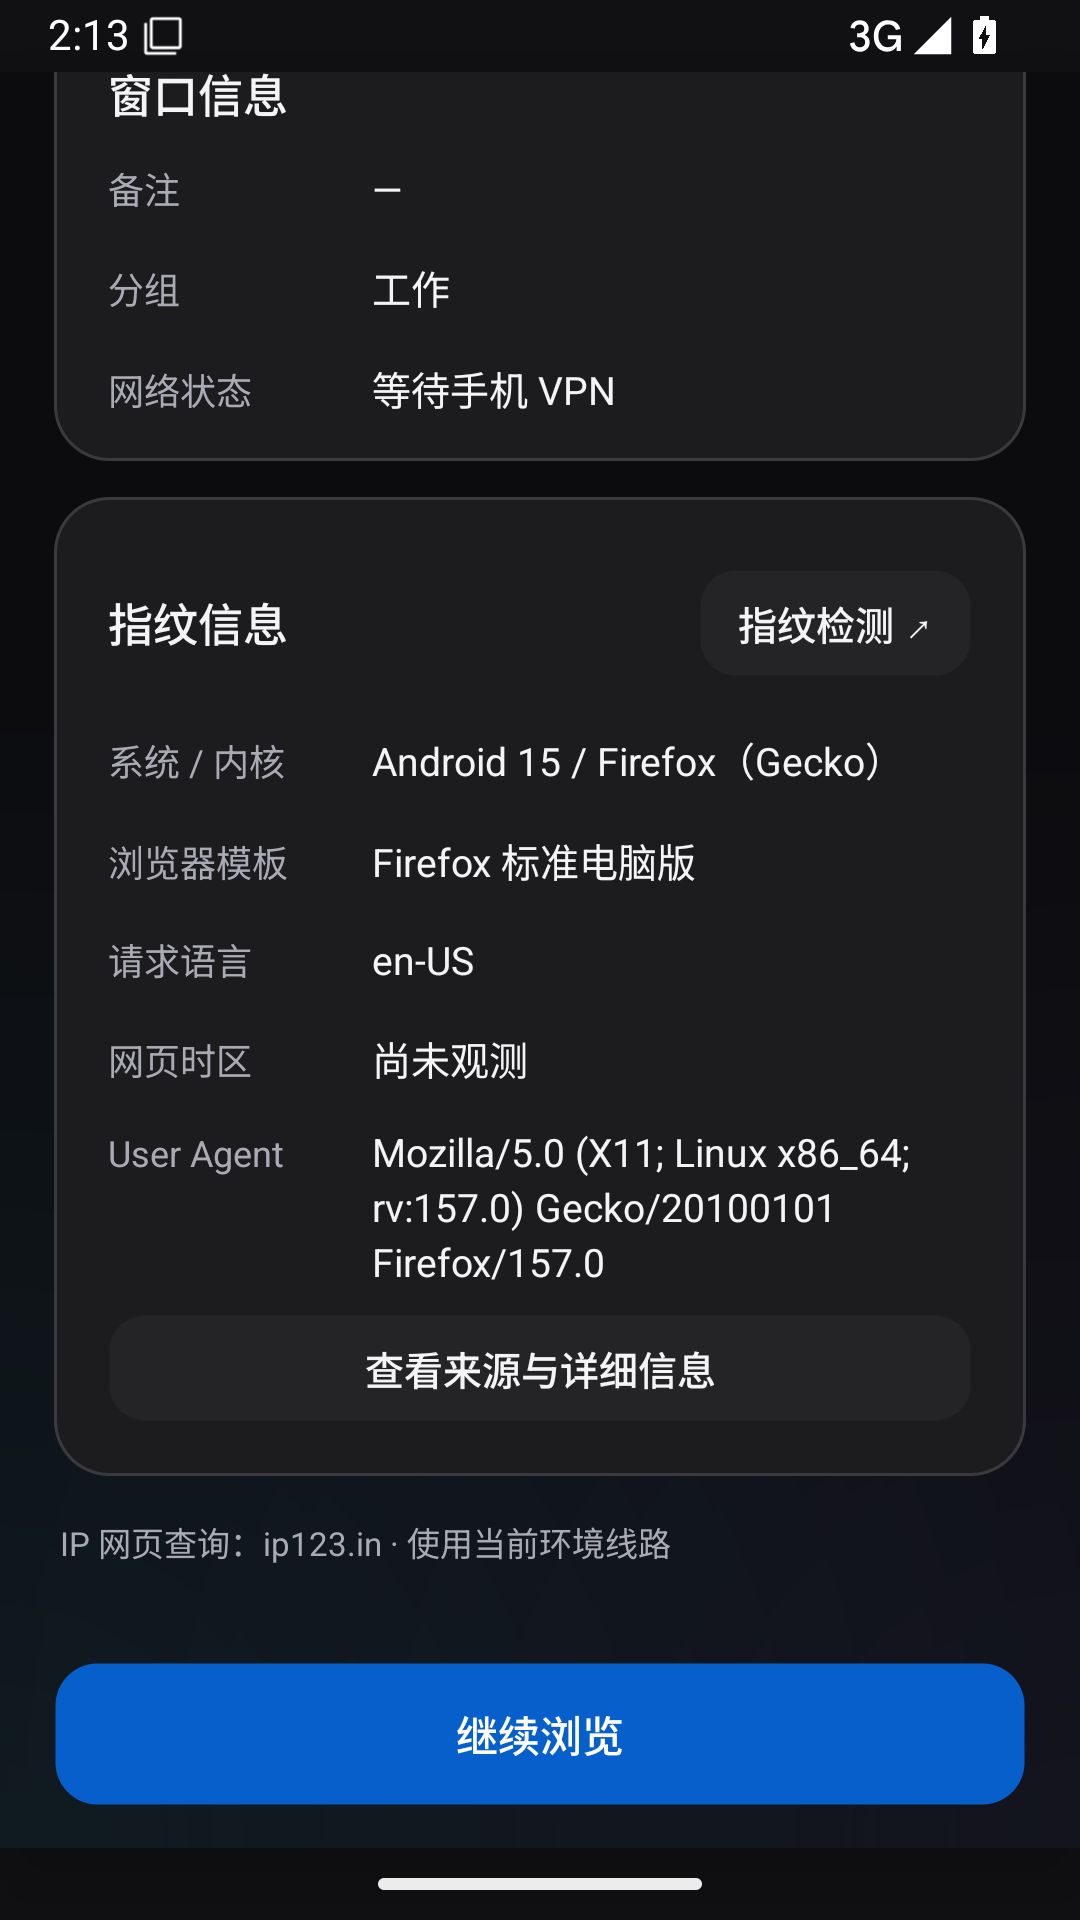 2:13
3G
窗口信息
备注 —
分组 工作
网络状态 等待手机 VPN
指纹信息
指纹检测 ↗
系统 / 内核 Android 15 / Firefox（Gecko）
浏览器模板 Firefox 标准电脑版
请求语言 en-US
网页时区 尚未观测
User Agent Mozilla/5.0 (X11; Linux x86_64;
rv:157.0) Gecko/20100101
Firefox/157.0
查看来源与详细信息
IP 网页查询：ip123.in · 使用当前环境线路
继续浏览